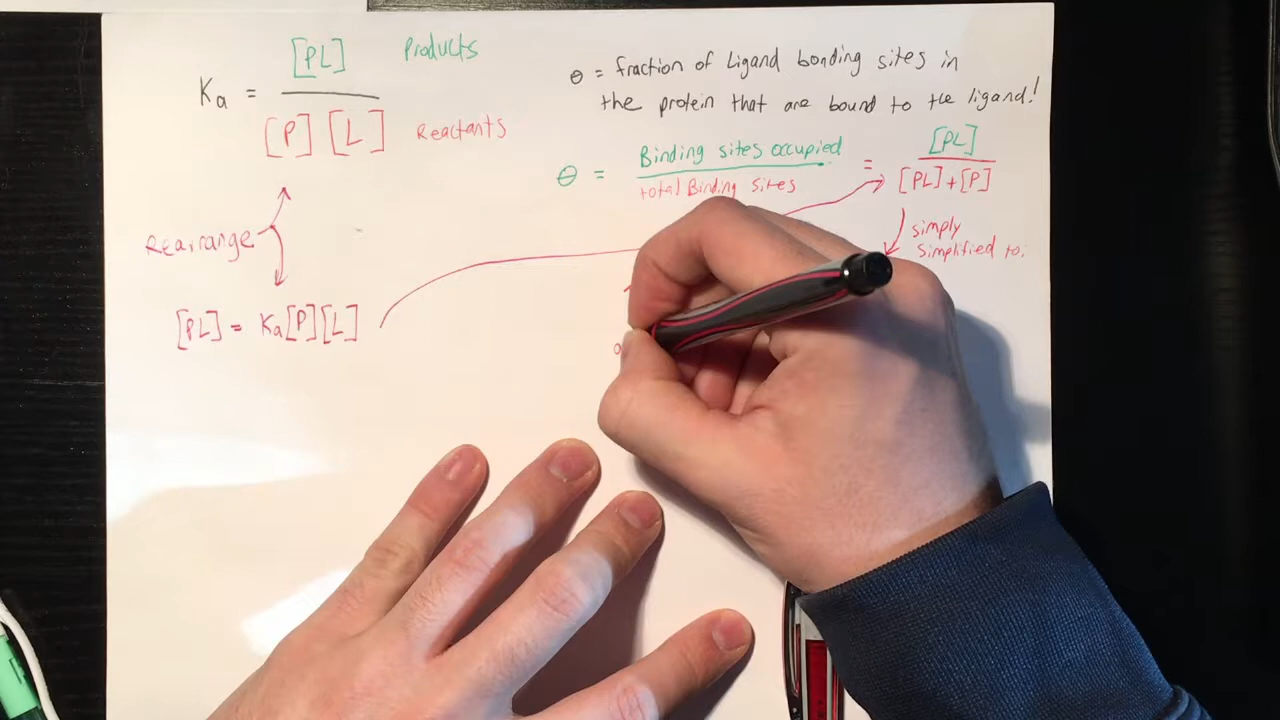 [PL] Products
Ka =
[P] [L] Reactants
Rearrange
[PL] = Ka[P][L]
θ = fraction of Ligand bonding sites in
the protein that are bound to the ligand!
θ = Binding sites occupied = [PL]
total Binding sites [PL]+[P]
simply
simplified to: